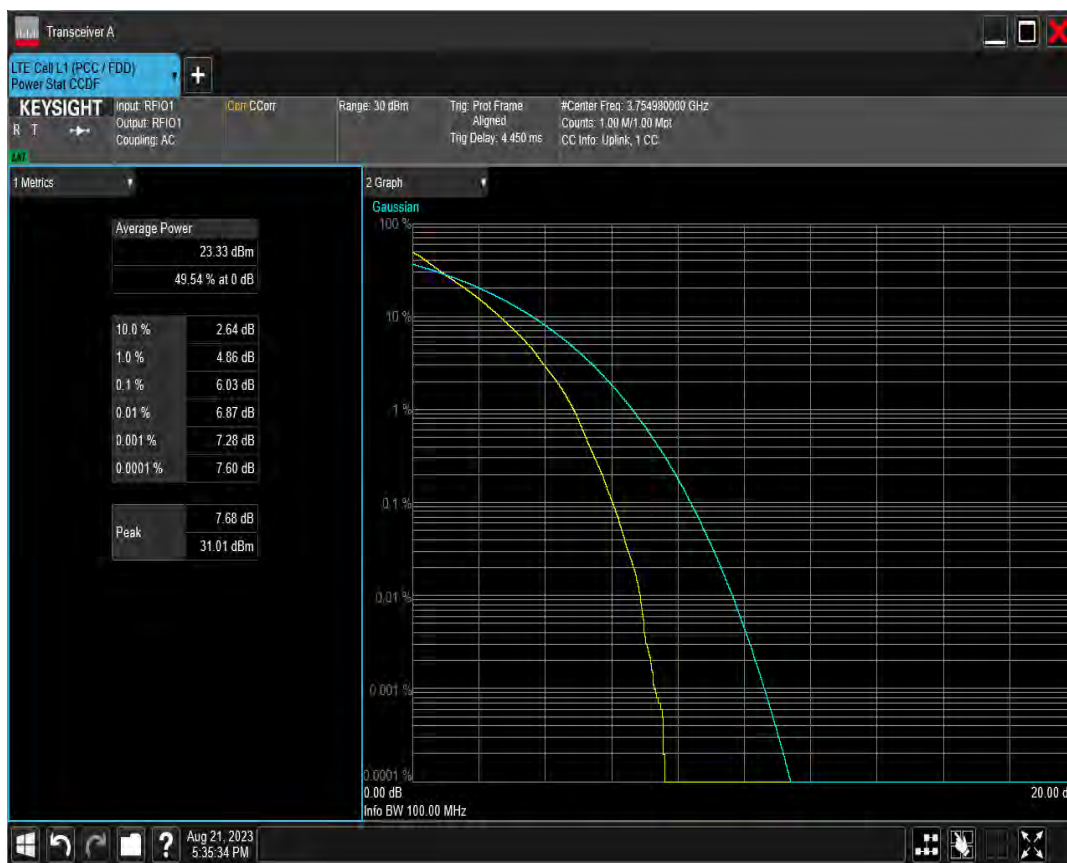 Transceiver A
LTE Cell L1 (PCC / FDD)
Power Stat CCDF
+
KEYSIGHT
R T
LXI
Input: RFIO1
Output: RFIO1
Coupling: AC
Corr CCorr
Range: 30 dBm
Trig: Prot Frame
Aligned
Trig Delay: 4.450 ms
#Center Freq: 3.754980000 GHz
Counts: 1.00 M/1.00 Mpt
CC Info: Uplink, 1 CC
1 Metrics
Average Power
23.33 dBm
49.54 % at 0 dB
10.0 % 2.64 dB
1.0 % 4.86 dB
0.1 % 6.03 dB
0.01 % 6.87 dB
0.001 % 7.28 dB
0.0001 % 7.60 dB
Peak
7.68 dB
31.01 dBm
2 Graph
Gaussian
100 %
10 %
1 %
0.1 %
0.01 %
0.001 %
0.0001 %
0.00 dB
20.00 d
Info BW 100.00 MHz
?
Aug 21, 2023
5:35:34 PM